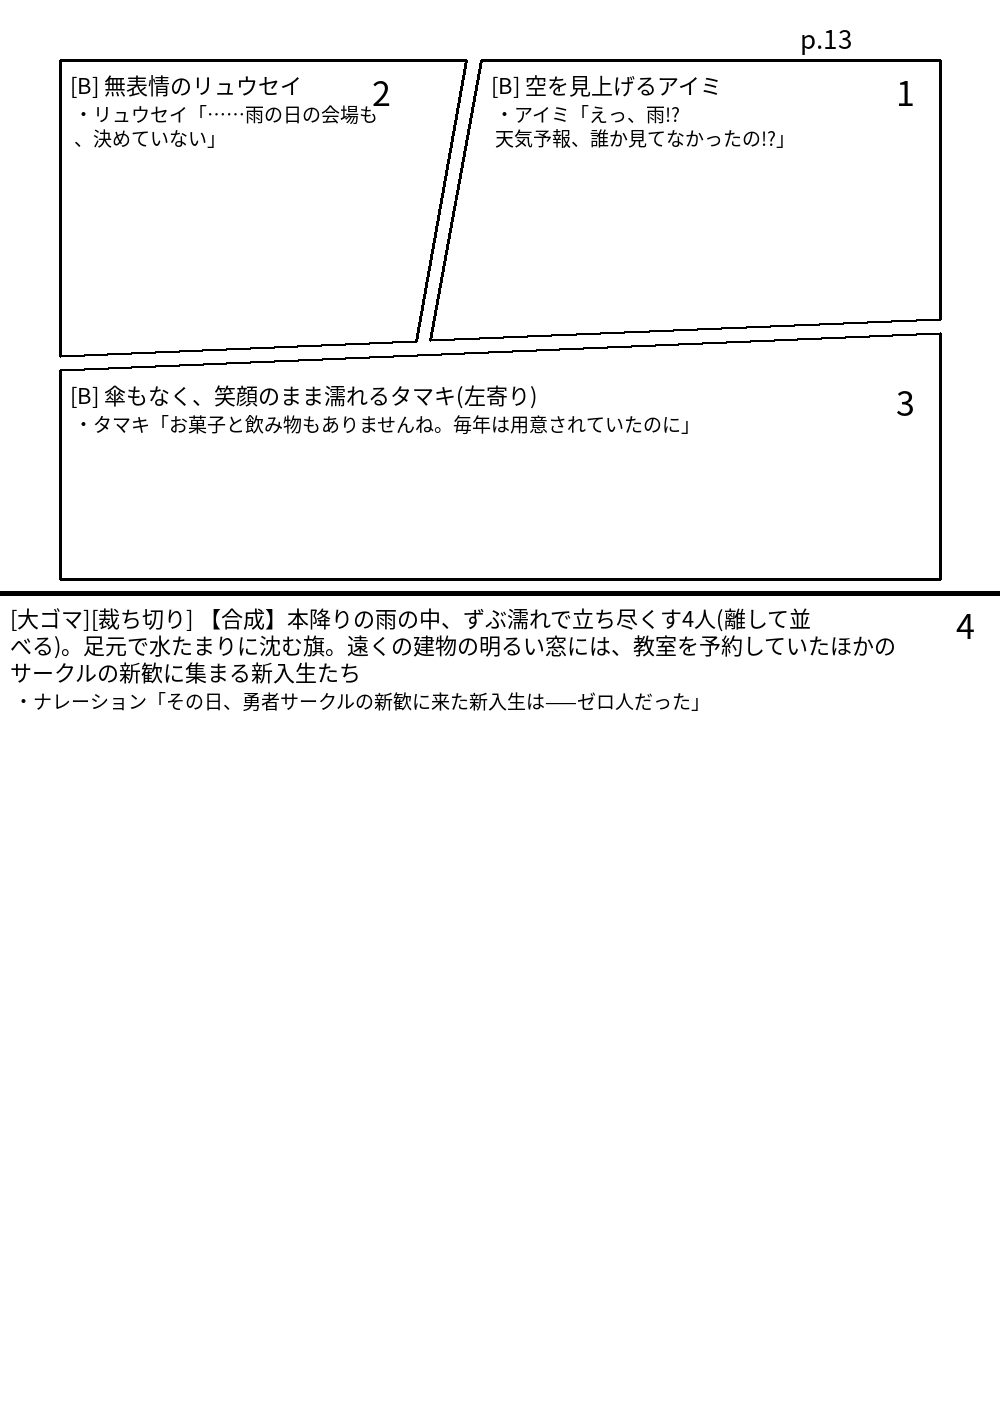 p.13
1
[B] 空を見上げるアイミ
・アイミ「えっ、雨!?
天気予報、誰か見てなかったの!?」
2
[B] 無表情のリュウセイ
・リュウセイ「……雨の日の会場も
、決めていない」
3
[B] 傘もなく、笑顔のまま濡れるタマキ(左寄り)
・タマキ「お菓子と飲み物もありませんね。毎年は用意されていたのに」
4
[大ゴマ][裁ち切り] 【合成】本降りの雨の中、ずぶ濡れで立ち尽くす4人(離して並
べる)。足元で水たまりに沈む旗。遠くの建物の明るい窓には、教室を予約していたほかの
サークルの新歓に集まる新入生たち
・ナレーション「その日、勇者サークルの新歓に来た新入生は——ゼロ人だった」